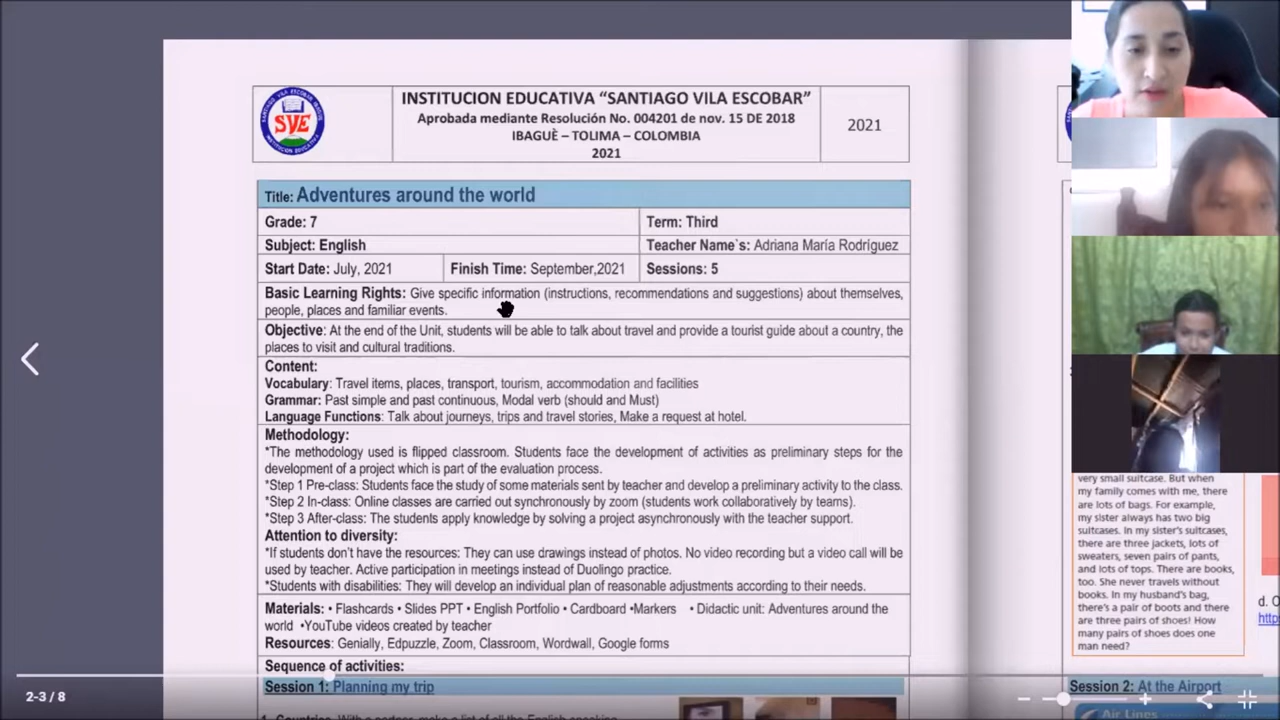 INSTITUCION EDUCATIVA “SANTIAGO VILA ESCOBAR”
Aprobada mediante Resolución No. 004201 de nov. 15 DE 2018
IBAGUÈ – TOLIMA – COLOMBIA
2021
2021
SVE
Title: Adventures around the world
Grade: 7
Term: Third
Subject: English
Teacher Name`s: Adriana María Rodríguez
Start Date: July, 2021
Finish Time: September,2021
Sessions: 5
Basic Learning Rights: Give specific information (instructions, recommendations and suggestions) about themselves,
people, places and familiar events.
Objective: At the end of the Unit, students will be able to talk about travel and provide a tourist guide about a country, the
places to visit and cultural traditions.
Content:
Vocabulary: Travel items, places, transport, tourism, accommodation and facilities
Grammar: Past simple and past continuous, Modal verb (should and Must)
Language Functions: Talk about journeys, trips and travel stories, Make a request at hotel.
Methodology:
*The methodology used is flipped classroom. Students face the development of activities as preliminary steps for the
development of a project which is part of the evaluation process.
*Step 1 Pre-class: Students face the study of some materials sent by teacher and develop a preliminary activity to the class.
*Step 2 In-class: Online classes are carried out synchronously by zoom (students work collaboratively by teams).
*Step 3 After-class: The students apply knowledge by solving a project asynchronously with the teacher support.
Attention to diversity:
*If students don’t have the resources: They can use drawings instead of photos. No video recording but a video call will be
used by teacher. Active participation in meetings instead of Duolingo practice.
*Students with disabilities: They will develop an individual plan of reasonable adjustments according to their needs.
Materials: • Flashcards • Slides PPT • English Portfolio • Cardboard •Markers • Didactic unit: Adventures around the
world •YouTube videos created by teacher
Resources: Genially, Edpuzzle, Zoom, Classroom, Wordwall, Google forms
Sequence of activities:
Session 1: Planning my trip
1. Countries. With a partner, make a list of all the English speaking
very small suitcase. But when
my family comes with me, there
are lots of bags. For example,
my sister always has two big
suitcases. In my sister’s suitcases,
there are three jackets, lots of
sweaters, seven pairs of pants,
and lots of tops. There are books,
too. She never travels without
books. In my husband’s bag,
there’s a pair of boots and there
are three pairs of shoes! How
many pairs of shoes does one
man need?
d. O
http
Session 2: At the Airport
Air Lines
2-3 / 8